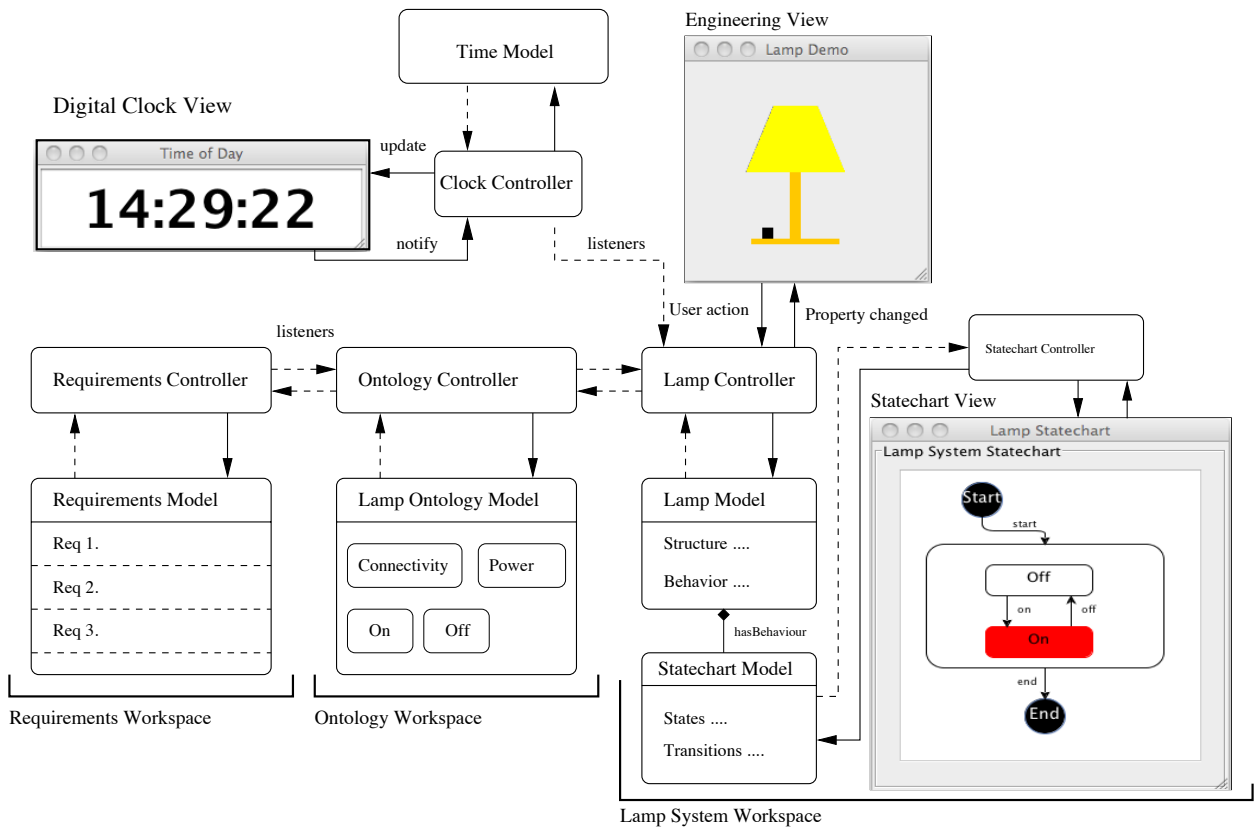 Engineering View
Time Model
Lamp Demo
Digital Clock View
Time of Day
update
14:29:22
Clock Controller
notify
listeners
User action
Property changed
listeners
Statechart Controller
Requirements Controller
Ontology Controller
Lamp Controller
Statechart View
Lamp Statechart
Lamp System Statechart
Requirements Model
Lamp Ontology Model
Lamp Model
Start
start
Req 1.
Structure ....
Connectivity
Power
Off
Req 2.
Behavior ....
on
off
Req 3.
On
Off
hasBehaviour
On
Statechart Model
end
End
Requirements Workspace
Ontology Workspace
States ....
Transitions ....
Lamp System Workspace